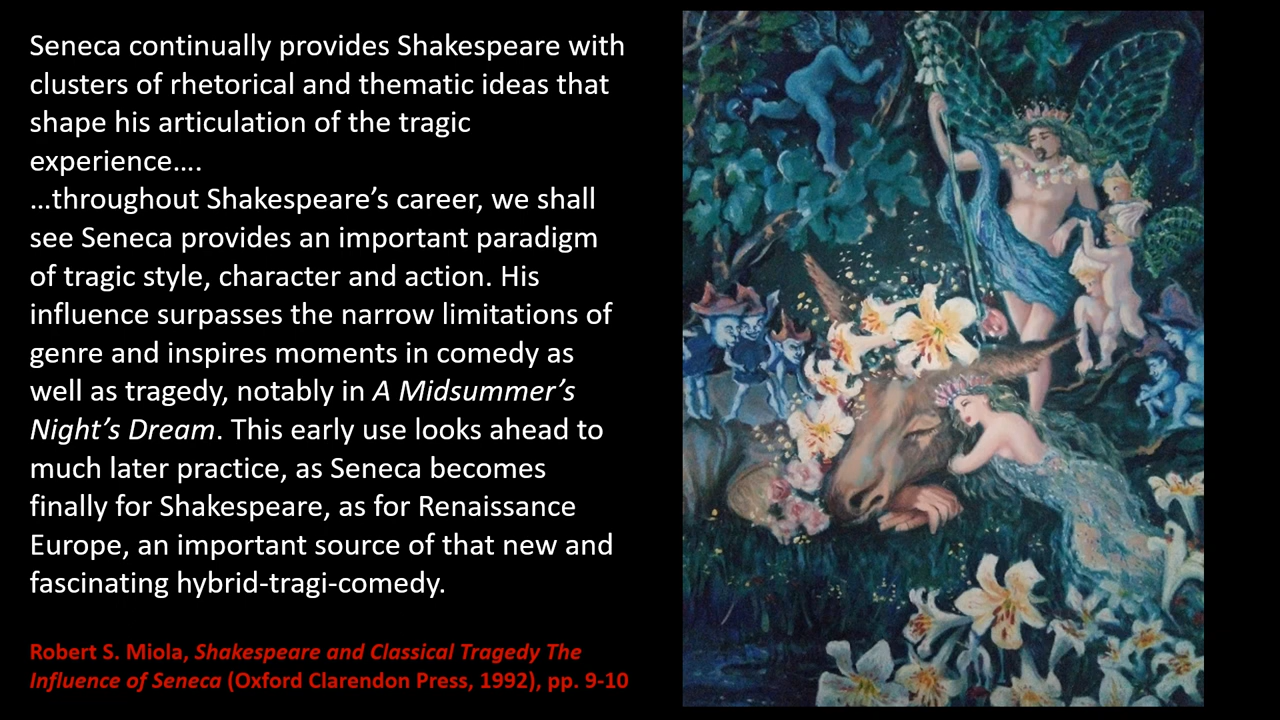 Seneca continually provides Shakespeare with
clusters of rhetorical and thematic ideas that
shape his articulation of the tragic
experience….
…throughout Shakespeare’s career, we shall
see Seneca provides an important paradigm
of tragic style, character and action. His
influence surpasses the narrow limitations of
genre and inspires moments in comedy as
well as tragedy, notably in A Midsummer’s
Night’s Dream. This early use looks ahead to
much later practice, as Seneca becomes
finally for Shakespeare, as for Renaissance
Europe, an important source of that new and
fascinating hybrid-tragi-comedy.
Robert S. Miola, Shakespeare and Classical Tragedy The
Influence of Seneca (Oxford Clarendon Press, 1992), pp. 9-10